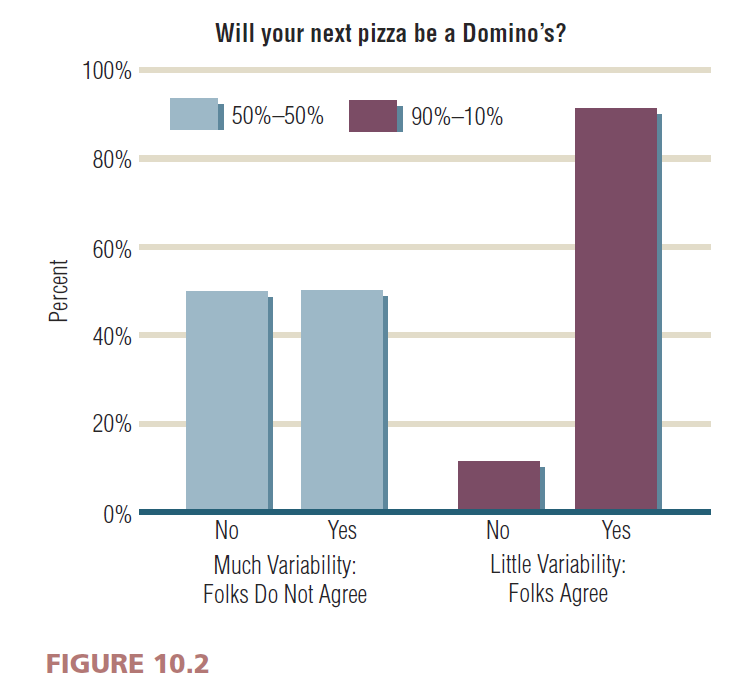 Will your next pizza be a Domino’s?
100%
50%–50%
90%–10%
80%
60%
Percent
40%
20%
0%
No
Yes
No
Yes
Much Variability:
Folks Do Not Agree
Little Variability:
Folks Agree
FIGURE 10.2